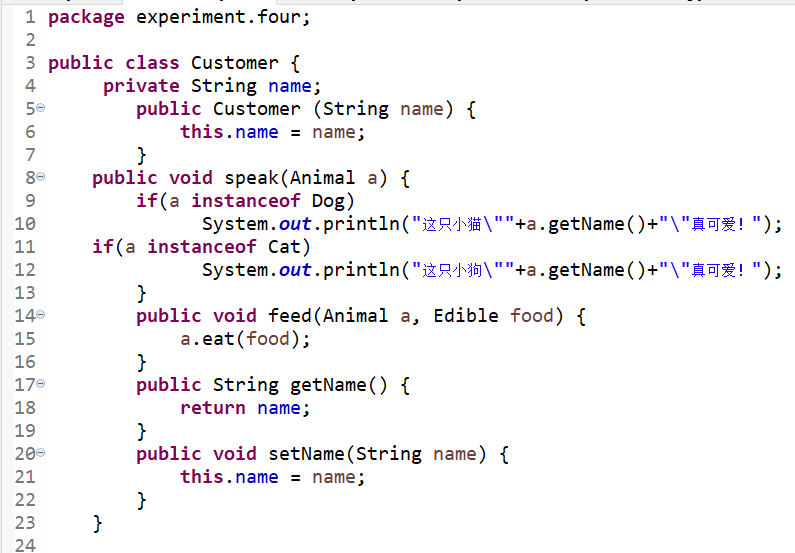 1 package experiment.four;
2
3 public class Customer {
4 private String name;
5 public Customer (String name) {
6 this.name = name;
7 }
8 public void speak(Animal a) {
9 if(a instanceof Dog)
10 System.out.println("这只小猫\""+a.getName()+"\"真可爱！");
11 if(a instanceof Cat)
12 System.out.println("这只小狗\""+a.getName()+"\"真可爱！");
13 }
14 public void feed(Animal a, Edible food) {
15 a.eat(food);
16 }
17 public String getName() {
18 return name;
19 }
20 public void setName(String name) {
21 this.name = name;
22 }
23 }
24